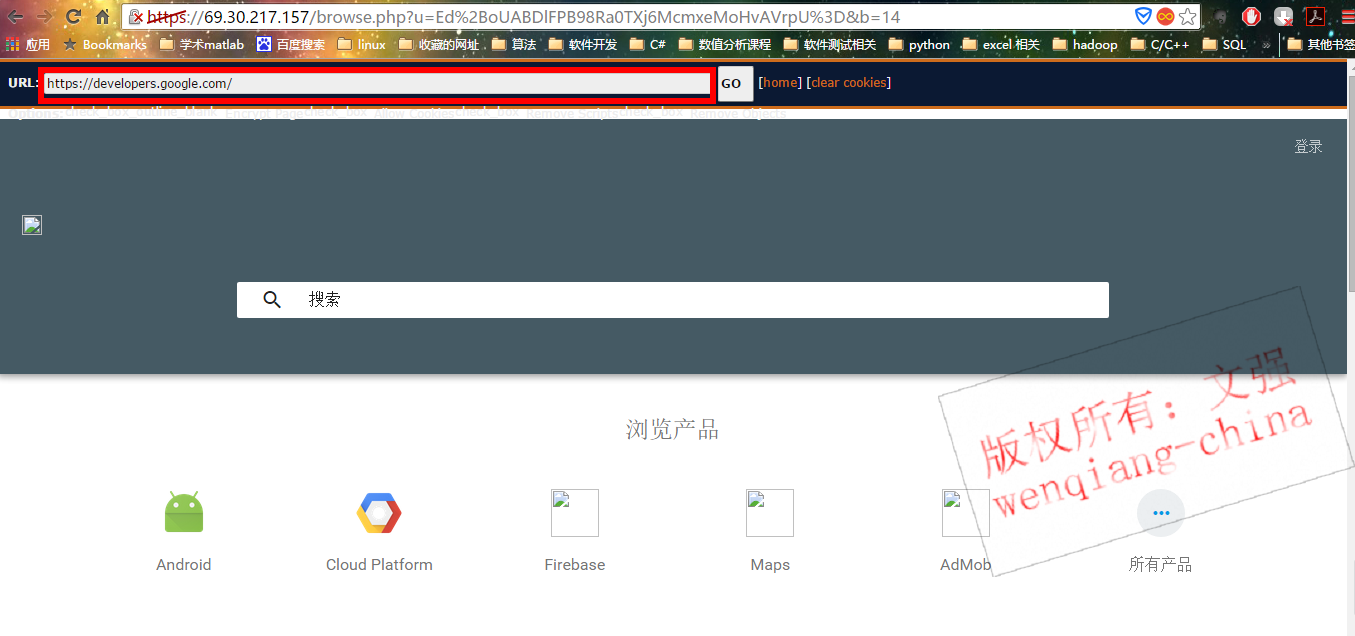 https://69.30.217.157/browse.php?u=Ed%2BoUABDlFPB98Ra0TXj6McmxeMoHvAVrpU%3D&b=14
应用 Bookmarks 学术matlab 百度搜索 linux 收藏的网址 算法 软件开发 C# 数值分析课程 软件测试相关 python excel 相关 hadoop C/C++ SQL » 其他书签
URL: https://developers.google.com/ GO [home] [clear cookies]
Options: check_box_outline_blank Encrypt Page check_box Allow Cookies check_box Remove Scripts check_box Remove Objects
登录
搜索
浏览产品
版权所有：文强
wenqiang-china
Android Cloud Platform Firebase Maps AdMob 所有产品